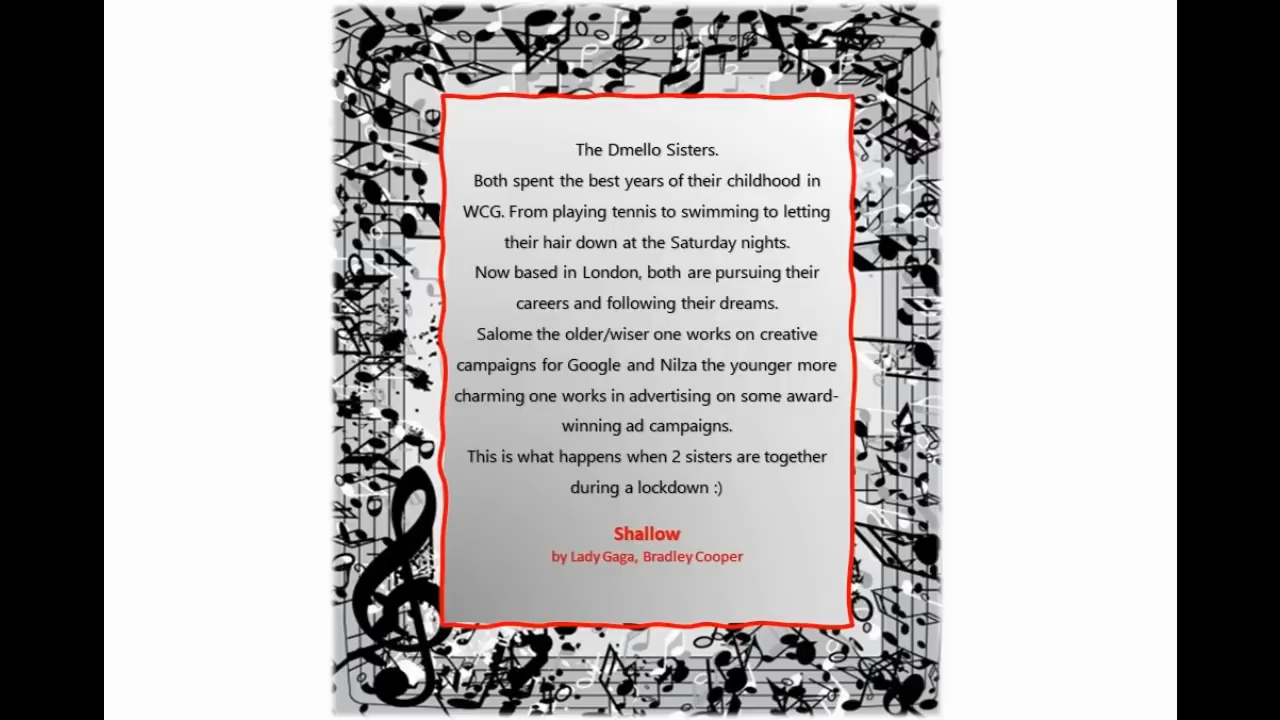 The Dmello Sisters.
Both spent the best years of their childhood in
WCG. From playing tennis to swimming to letting
their hair down at the Saturday nights.
Now based in London, both are pursuing their
careers and following their dreams.
Salome the older/wiser one works on creative
campaigns for Google and Nilza the younger more
charming one works in advertising on some award-
winning ad campaigns.
This is what happens when 2 sisters are together
during a lockdown :)
Shallow
by Lady Gaga, Bradley Cooper